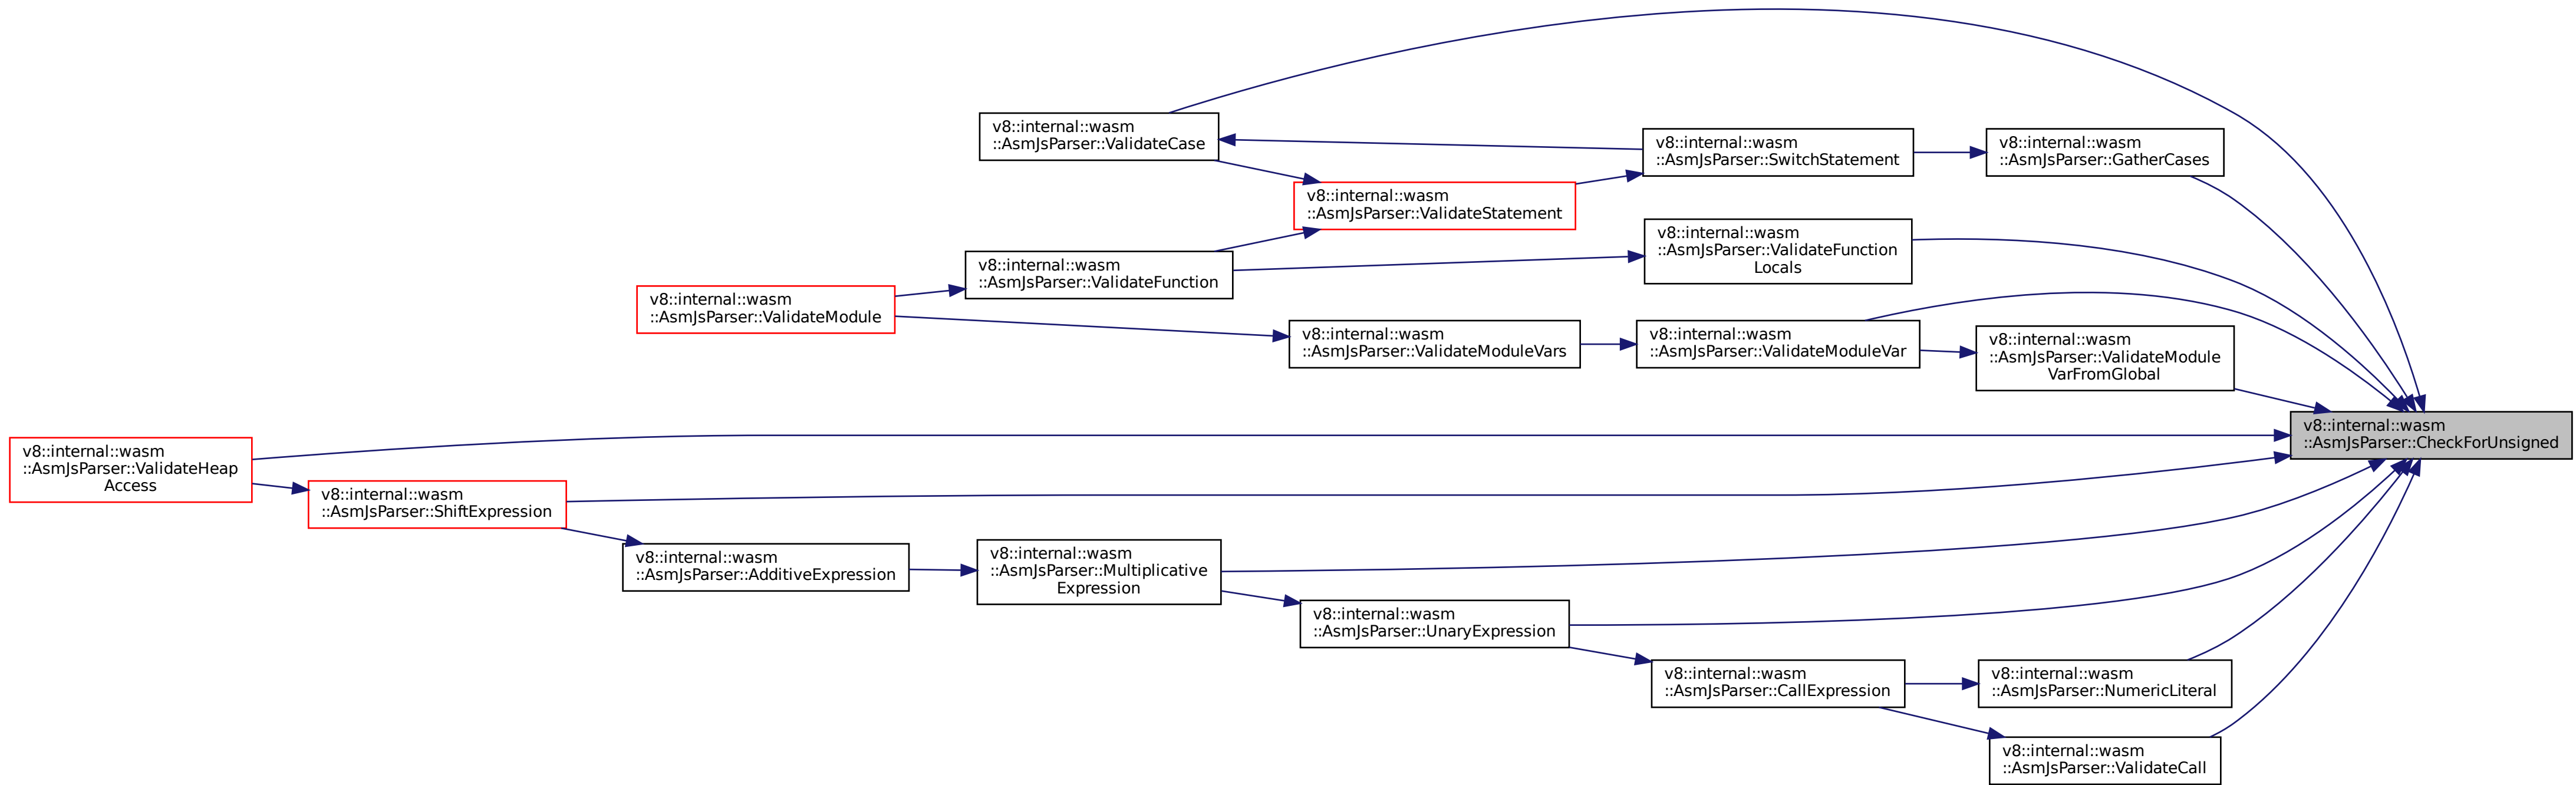 v8::internal::wasm
::AsmJsParser::ValidateCase
v8::internal::wasm
::AsmJsParser::SwitchStatement
v8::internal::wasm
::AsmJsParser::GatherCases
v8::internal::wasm
::AsmJsParser::ValidateStatement
v8::internal::wasm
::AsmJsParser::ValidateFunction
Locals
v8::internal::wasm
::AsmJsParser::ValidateFunction
v8::internal::wasm
::AsmJsParser::ValidateModule
v8::internal::wasm
::AsmJsParser::ValidateModuleVars
v8::internal::wasm
::AsmJsParser::ValidateModuleVar
v8::internal::wasm
::AsmJsParser::ValidateModule
VarFromGlobal
v8::internal::wasm
::AsmJsParser::CheckForUnsigned
v8::internal::wasm
::AsmJsParser::ValidateHeap
Access
v8::internal::wasm
::AsmJsParser::ShiftExpression
v8::internal::wasm
::AsmJsParser::AdditiveExpression
v8::internal::wasm
::AsmJsParser::Multiplicative
Expression
v8::internal::wasm
::AsmJsParser::UnaryExpression
v8::internal::wasm
::AsmJsParser::CallExpression
v8::internal::wasm
::AsmJsParser::NumericLiteral
v8::internal::wasm
::AsmJsParser::ValidateCall